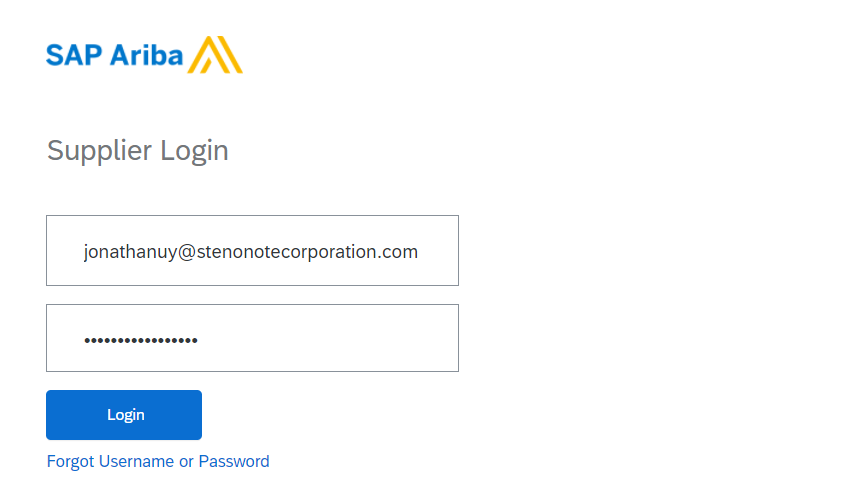 SAP Ariba
Supplier Login
jonathanuy@stenonotecorporation.com
•••••••••••••••••
Login
Forgot Username or Password